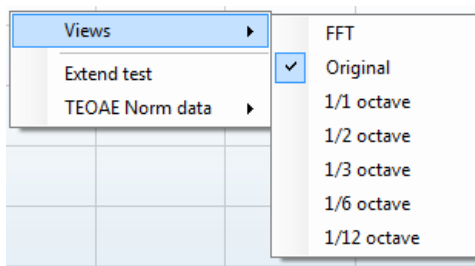 Views
Extend test
TEOAE Norm data
FFT
Original
1/1 octave
1/2 octave
1/3 octave
1/6 octave
1/12 octave